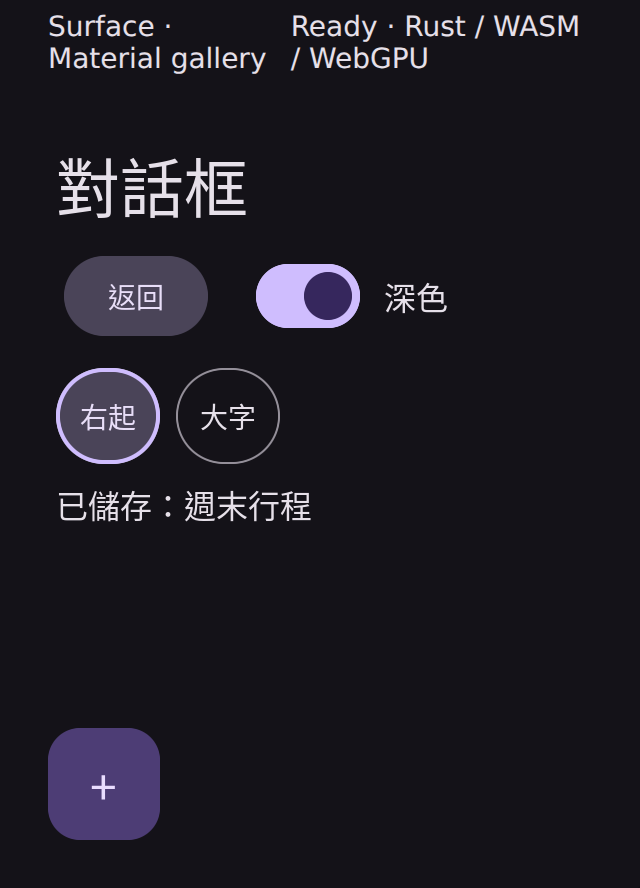 Surface ·
Material gallery
Ready · Rust / WASM
/ WebGPU
對話框
返回
深色
右起
大字
已儲存：週末行程
+